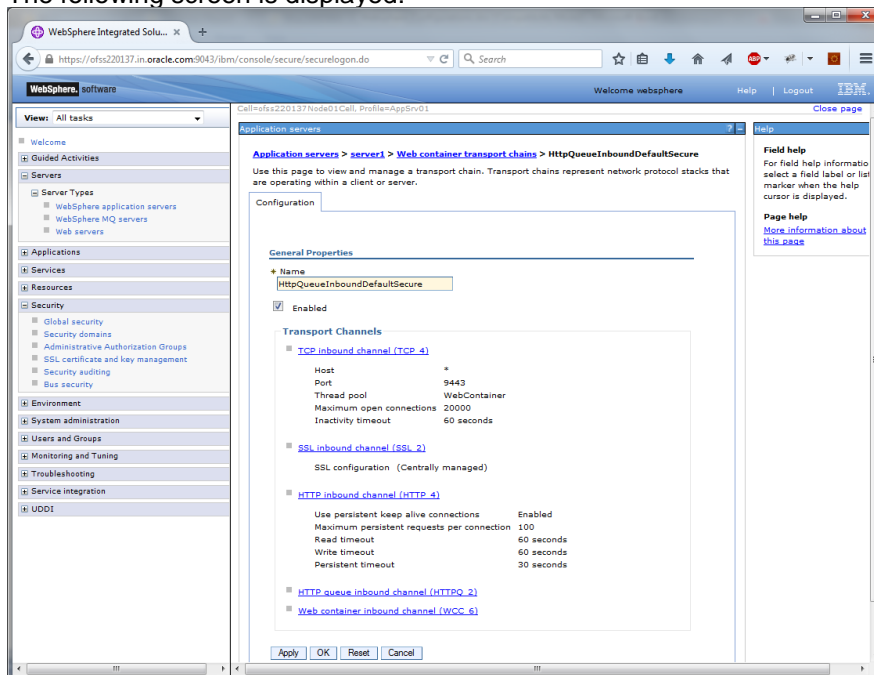 The following screen is displayed:
WebSphere Integrated Solu... × +
https://ofss220137.in.oracle.com:9043/ibm/console/secure/securelogon.do
Search
ABP
WebSphere. software
Welcome websphere
Help | Logout
IBM.
Cell=ofss220137Node01Cell, Profile=AppSrv01
Close page
View: All tasks
Welcome
Guided Activities
Servers
Server Types
WebSphere application servers
WebSphere MQ servers
Web servers
Applications
Services
Resources
Security
Global security
Security domains
Administrative Authorization Groups
SSL certificate and key management
Security auditing
Bus security
Environment
System administration
Users and Groups
Monitoring and Tuning
Troubleshooting
Service integration
UDDI
Application servers
? -
Application servers > server1 > Web container transport chains > HttpQueueInboundDefaultSecure
Use this page to view and manage a transport chain. Transport chains represent network protocol stacks that
are operating within a client or server.
Configuration
General Properties
+ Name
HttpQueueInboundDefaultSecure
Enabled
Transport Channels
TCP inbound channel (TCP 4)
Host *
Port 9443
Thread pool WebContainer
Maximum open connections 20000
Inactivity timeout 60 seconds
SSL inbound channel (SSL 2)
SSL configuration (Centrally managed)
HTTP inbound channel (HTTP 4)
Use persistent keep alive connections Enabled
Maximum persistent requests per connection 100
Read timeout 60 seconds
Write timeout 60 seconds
Persistent timeout 30 seconds
HTTP queue inbound channel (HTTPQ 2)
Web container inbound channel (WCC 6)
Apply OK Reset Cancel
Help
Field help
For field help informatio
select a field label or list
marker when the help
cursor is displayed.
Page help
More information about
this page